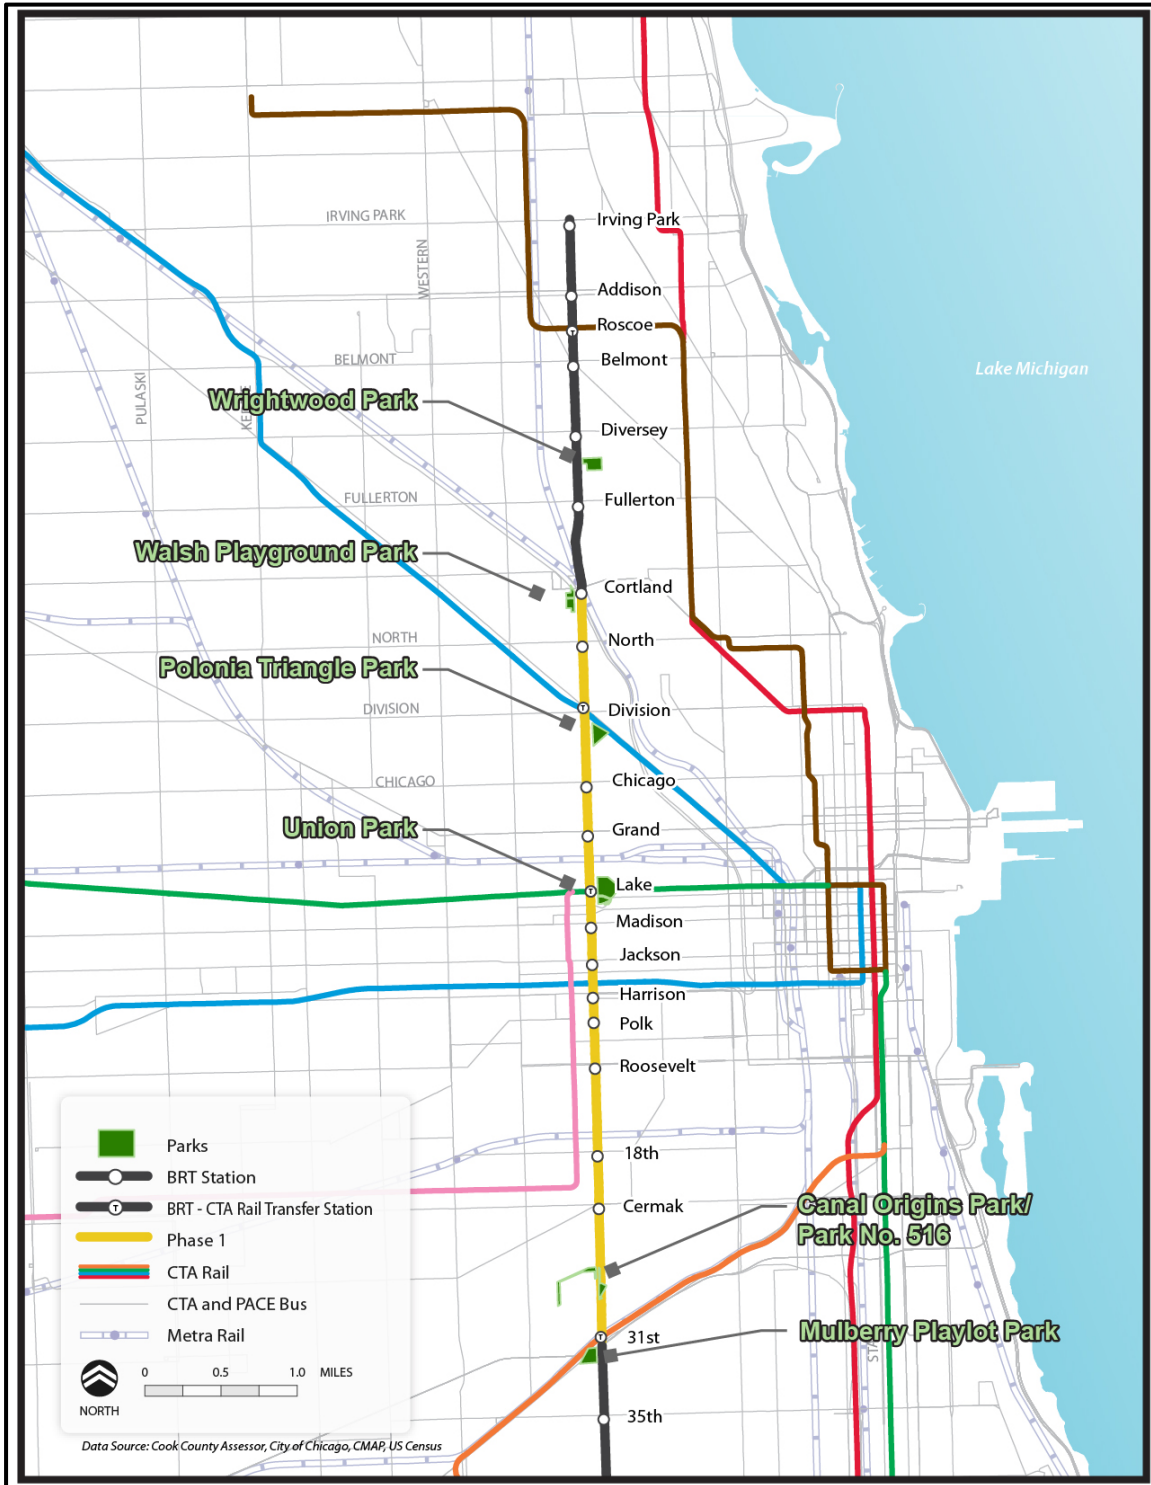 IRVING PARK
Irving Park
WESTERN
Addison
Roscoe
BELMONT
Belmont
Lake Michigan
PULASKI
Wrightwood Park
Diversey
FULLERTON
Fullerton
Walsh Playground Park
Cortland
NORTH
North
Polonia Triangle Park
DIVISION
Division
CHICAGO
Chicago
Union Park
Grand
Lake
Madison
Jackson
Harrison
Polk
Roosevelt
18th
Cermak
Canal Origins Park/
Park No. 516
31st
Mulberry Playlot Park
35th
Parks
BRT Station
T
BRT - CTA Rail Transfer Station
Phase 1
CTA Rail
CTA and PACE Bus
Metra Rail
0 0.5 1.0 MILES
NORTH
Data Source: Cook County Assessor, City of Chicago, CMAP, US Census